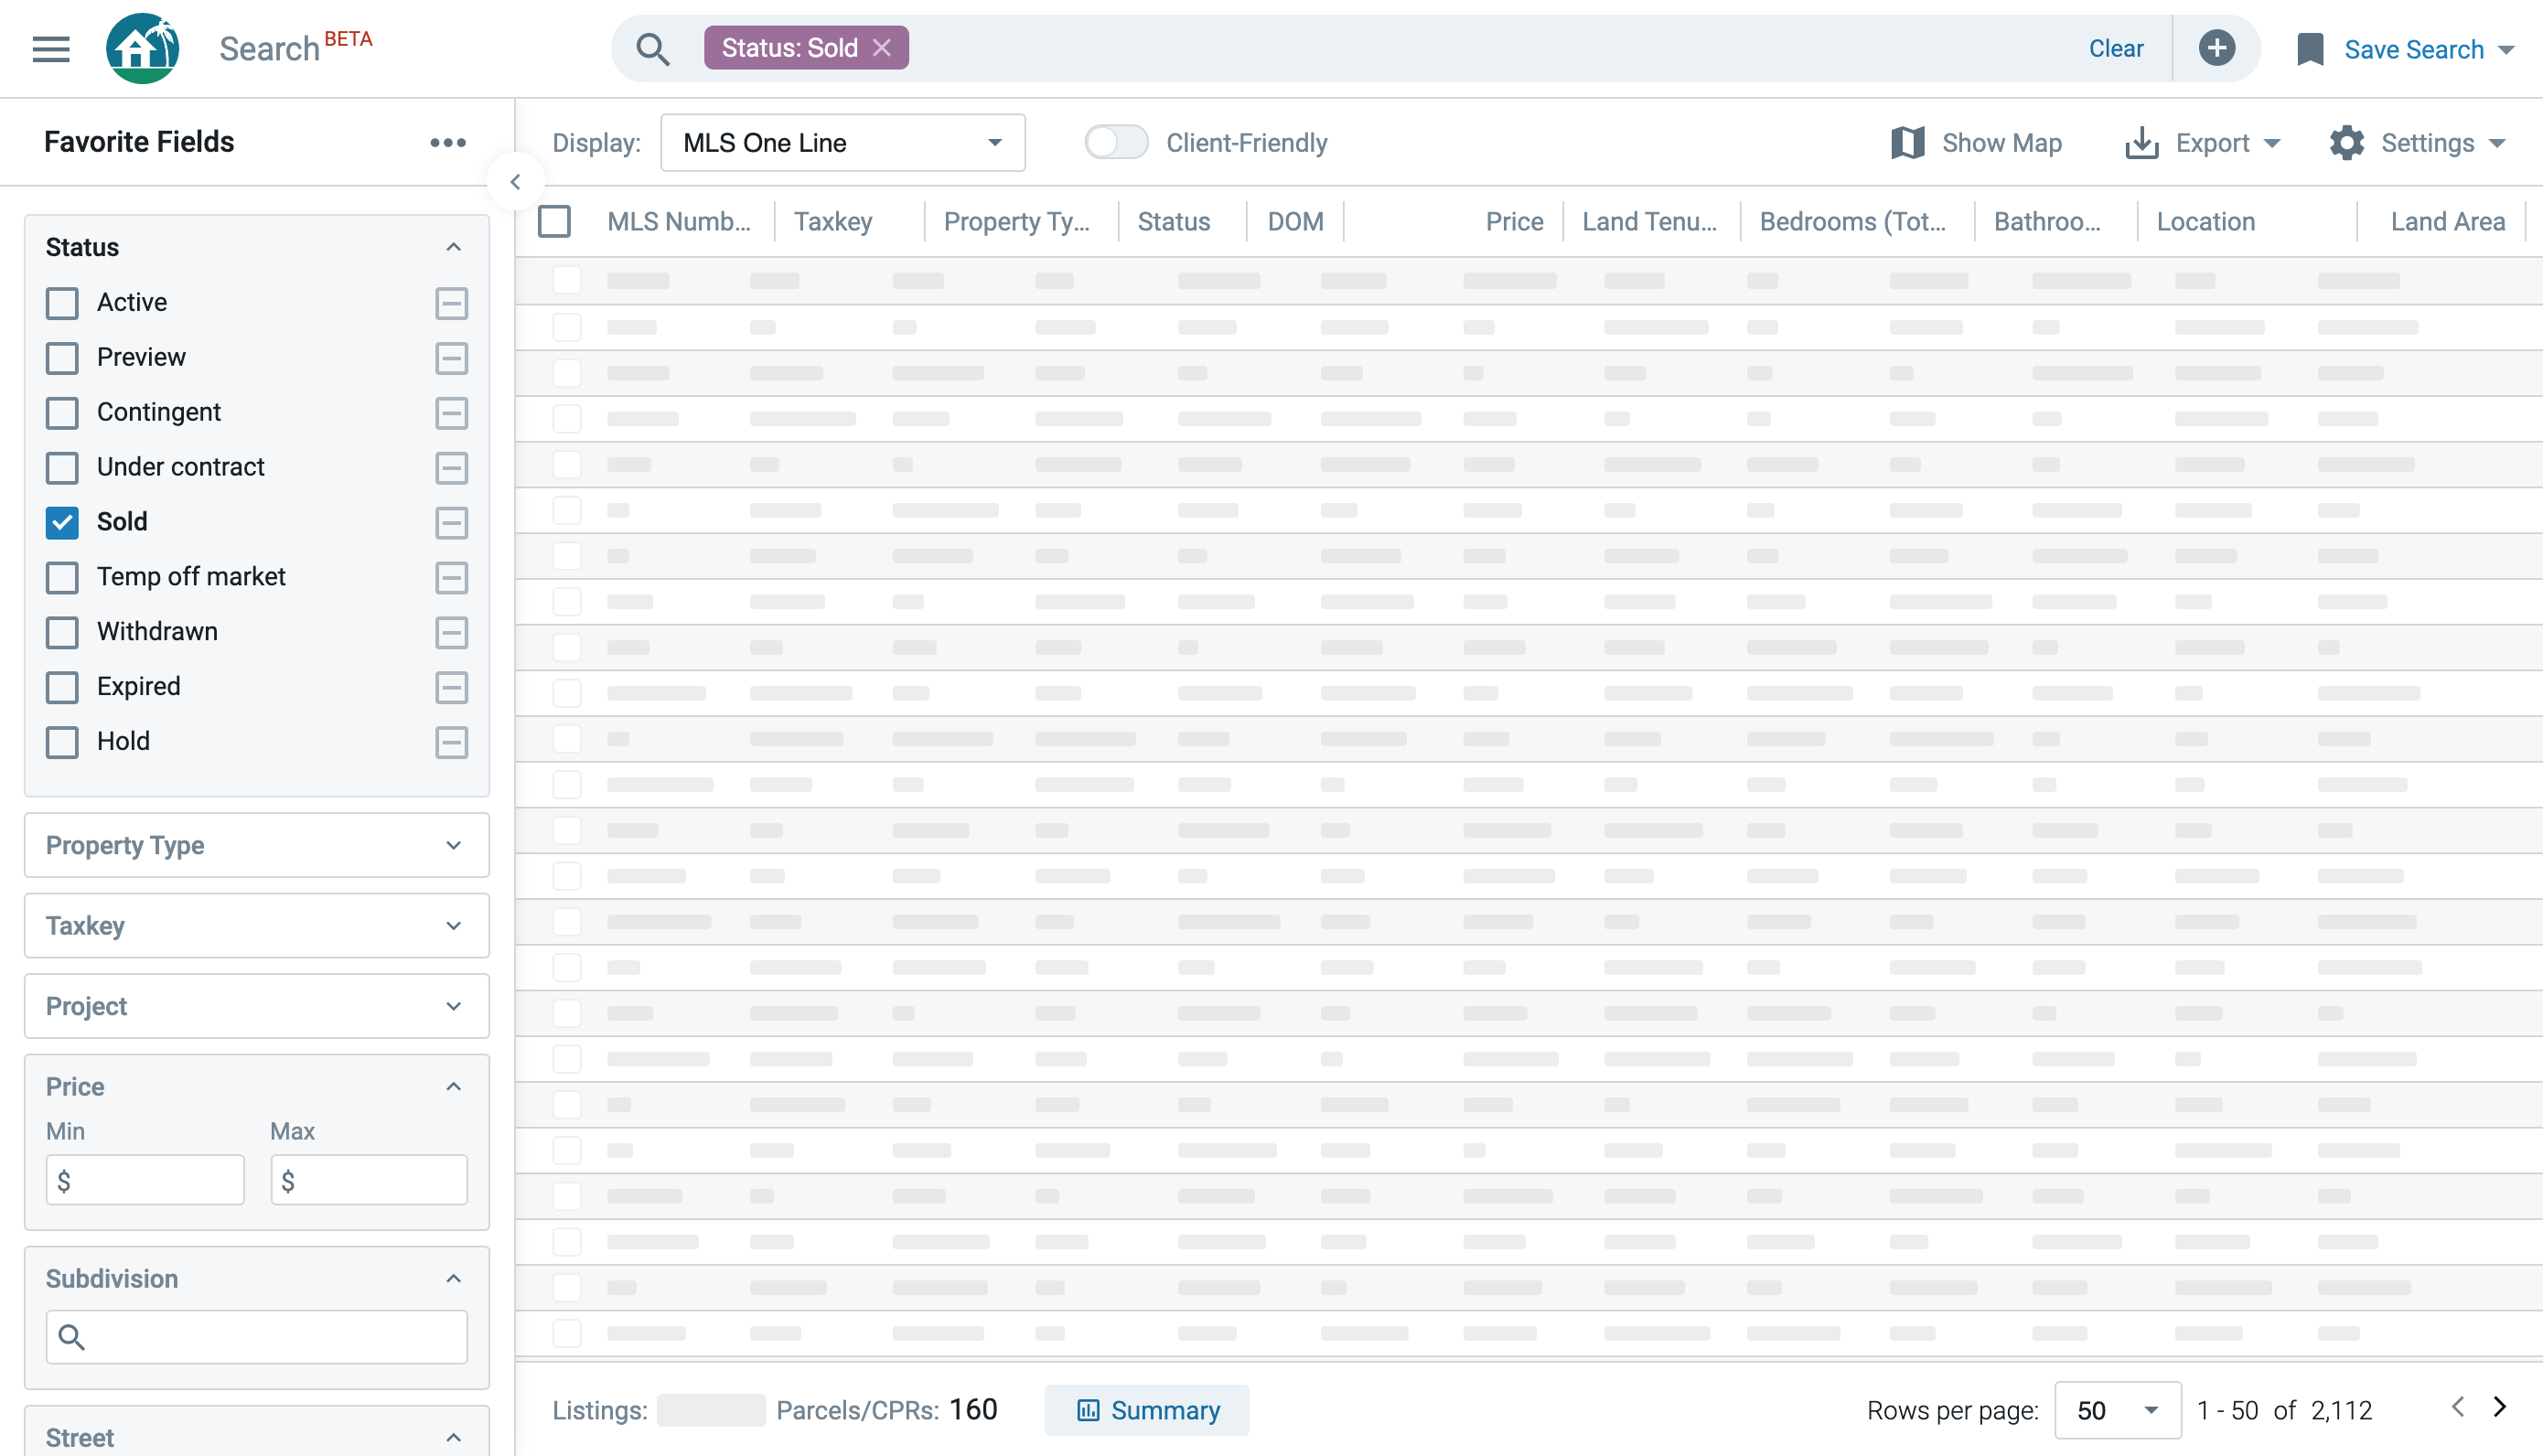 Search BETA
Status: Sold
Clear
Save Search
Favorite Fields
Display:
MLS One Line
Client-Friendly
Show Map
Export
Settings
MLS Numb... Taxkey Property Ty... Status DOM Price Land Tenu... Bedrooms (Tot... Bathroo... Location Land Area
Status
Active
Preview
Contingent
Under contract
Sold
Temp off market
Withdrawn
Expired
Hold
Property Type
Taxkey
Project
Price
Min Max
$ $
Subdivision
Street
Listings: Parcels/CPRs: 160
Summary
Rows per page: 50 1 - 50 of 2,112